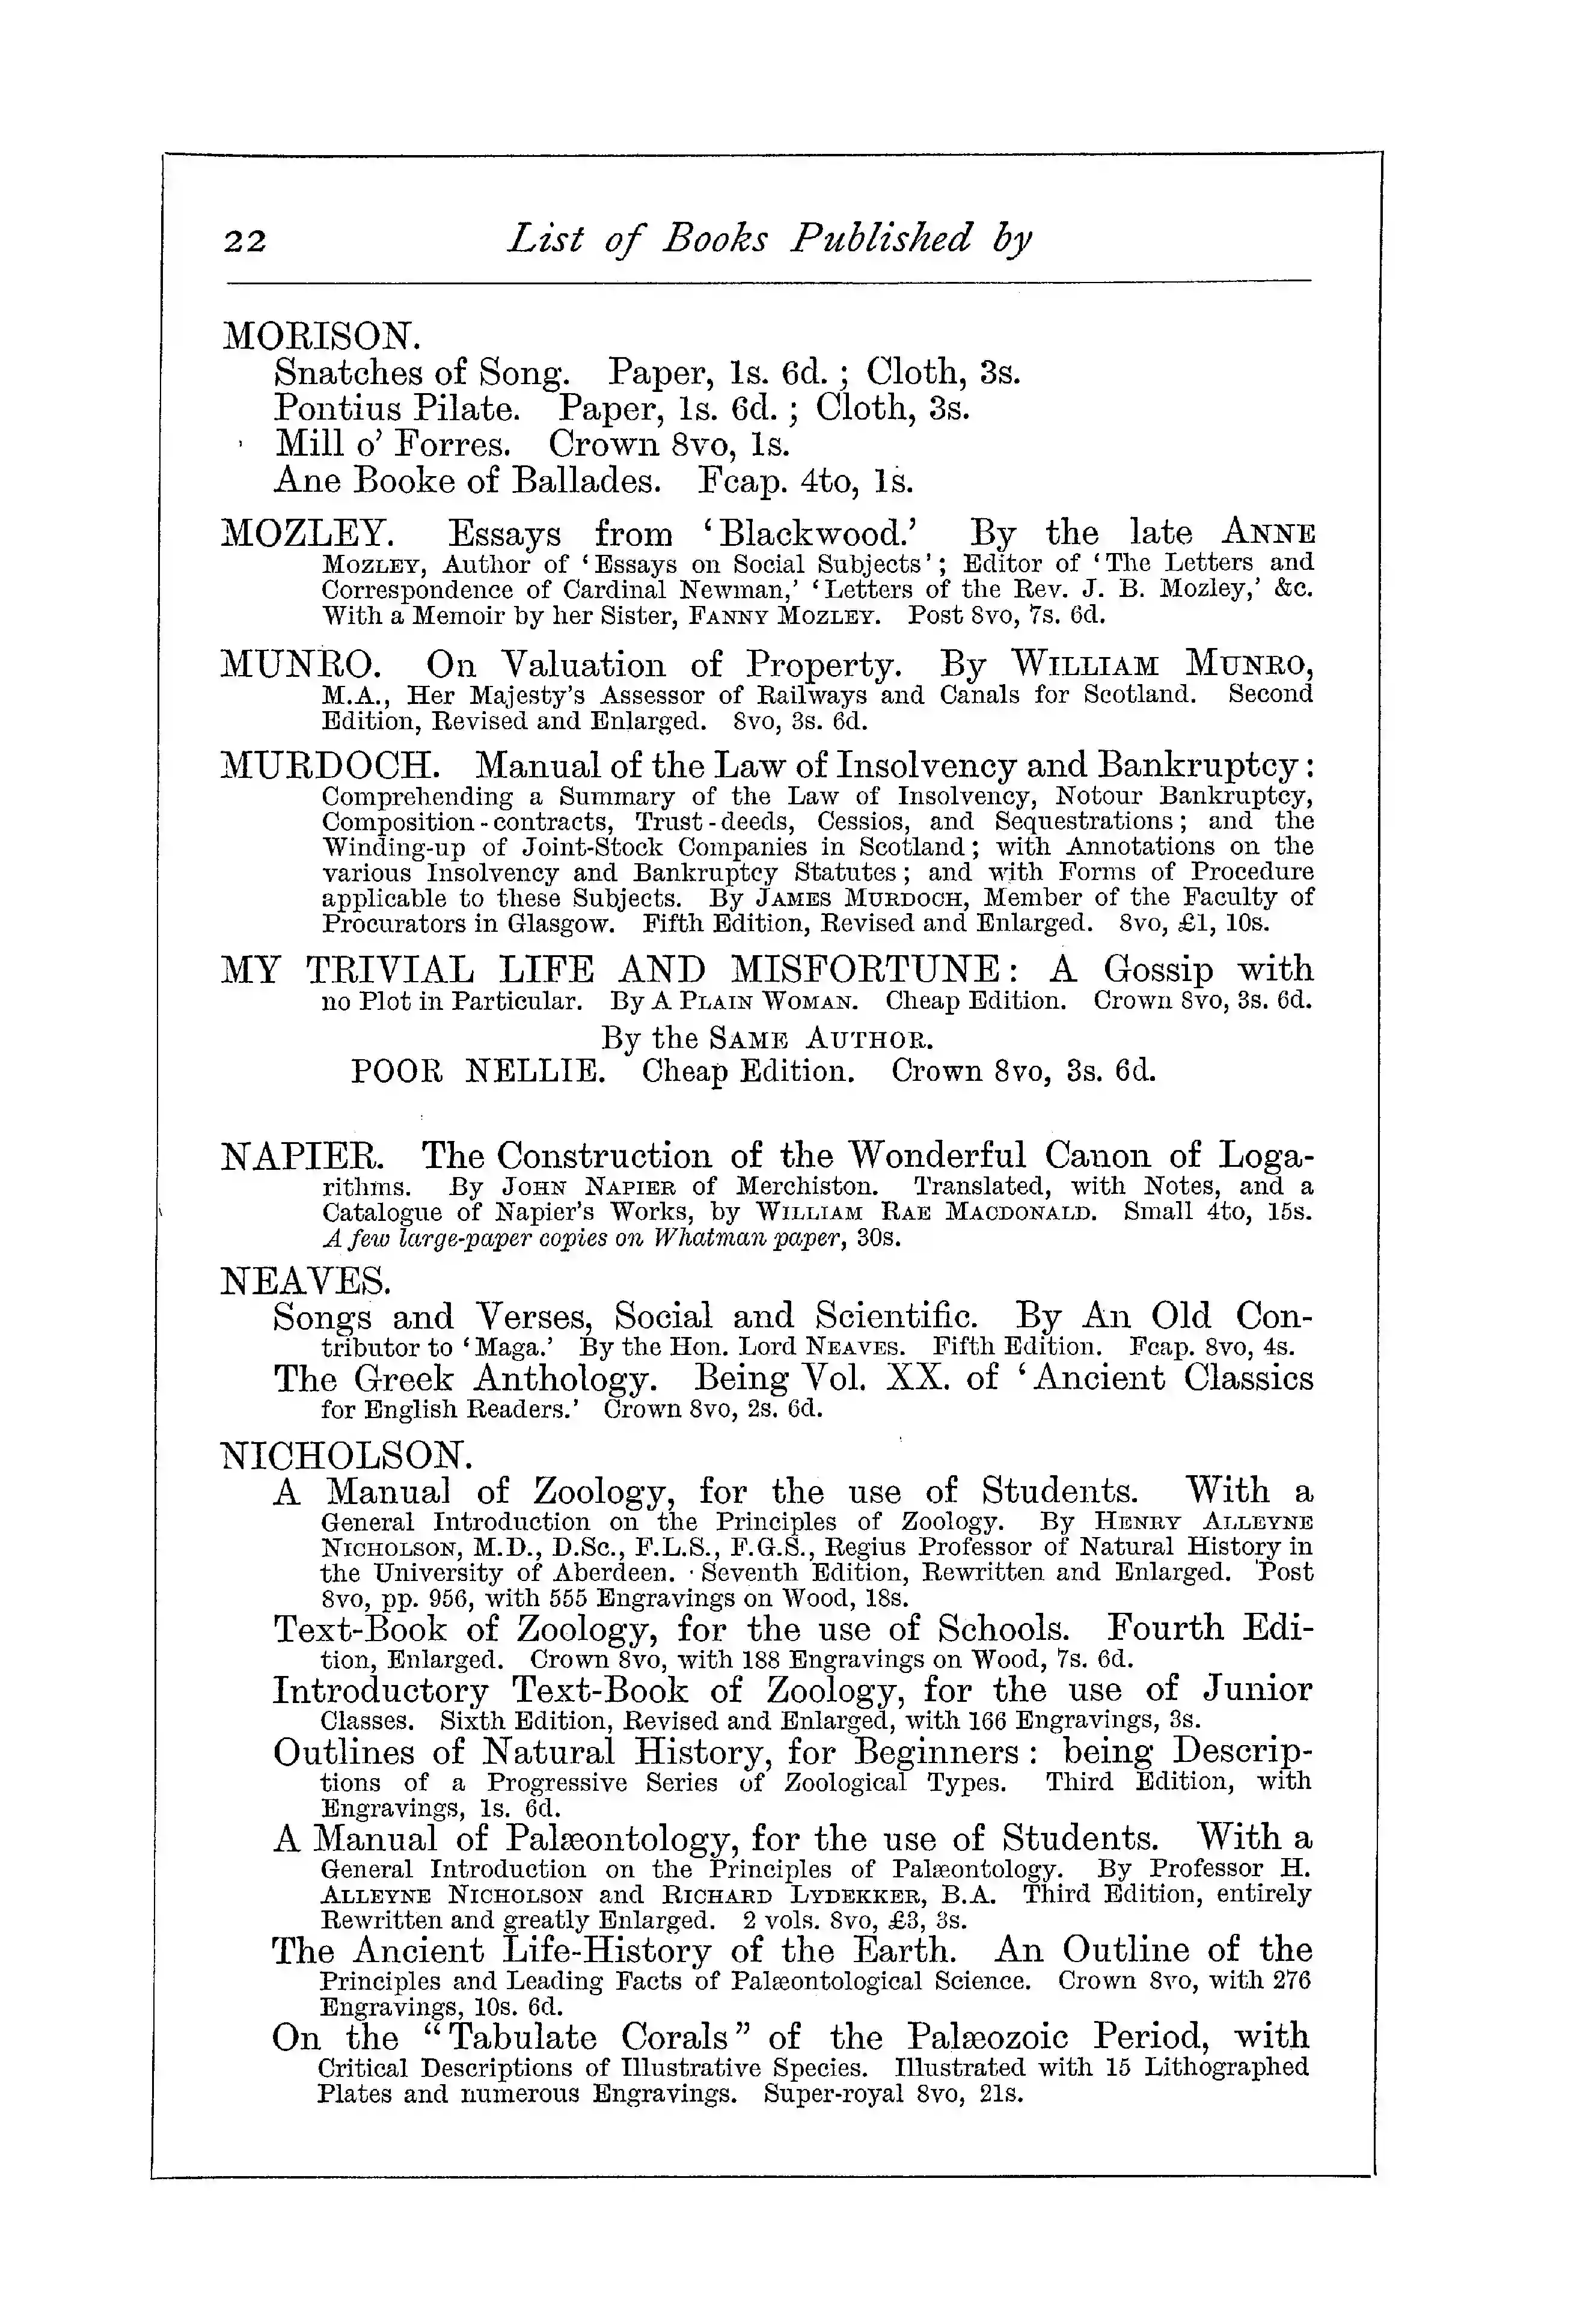 22 List of Books Published by
MORISON.
Snatches of Song. Paper, 1s. 6d. ; Cloth, 3s.
Pontius Pilate. Paper, 1s. 6d. ; Cloth, 3s.
Mill o’ Forres. Crown 8vo, 1s.
Ane Booke of Ballades. Fcap. 4to, 1s.
MOZLEY. Essays from ‘Blackwood.’ By the late ANNE
MOZLEY, Author of ‘Essays on Social Subjects’; Editor of ‘The Letters and
Correspondence of Cardinal Newman,’ ‘Letters of the Rev. J. B. Mozley,’ &c.
With a Memoir by her Sister, FANNY MOZLEY. Post 8vo, 7s. 6d.
MUNRO. On Valuation of Property. By WILLIAM MUNRO,
M.A., Her Majesty’s Assessor of Railways and Canals for Scotland. Second
Edition, Revised and Enlarged. 8vo, 3s. 6d.
MURDOCH. Manual of the Law of Insolvency and Bankruptcy:
Comprehending a Summary of the Law of Insolvency, Notour Bankruptcy,
Composition-contracts, Trust-deeds, Cessios, and Sequestrations; and the
Winding-up of Joint-Stock Companies in Scotland; with Annotations on the
various Insolvency and Bankruptcy Statutes; and with Forms of Procedure
applicable to these Subjects. By JAMES MURDOCH, Member of the Faculty of
Procurators in Glasgow. Fifth Edition, Revised and Enlarged. 8vo, £1, 10s.
MY TRIVIAL LIFE AND MISFORTUNE: A Gossip with
no Plot in Particular. By A PLAIN WOMAN. Cheap Edition. Crown 8vo, 3s. 6d.
By the SAME AUTHOR.
POOR NELLIE. Cheap Edition. Crown 8vo, 3s. 6d.
NAPIER. The Construction of the Wonderful Canon of Loga-
rithms. By JOHN NAPIER of Merchiston. Translated, with Notes, and a
Catalogue of Napier’s Works, by WILLIAM RAE MACDONALD. Small 4to, 15s.
A few large-paper copies on Whatman paper, 30s.
NEAVES.
Songs and Verses, Social and Scientific. By An Old Con-
tributor to ‘Maga.’ By the Hon. Lord NEAVES. Fifth Edition. Fcap. 8vo, 4s.
The Greek Anthology. Being Vol. XX. of ‘Ancient Classics
for English Readers.’ Crown 8vo, 2s. 6d.
NICHOLSON.
A Manual of Zoology, for the use of Students. With a
General Introduction on the Principles of Zoology. By HENRY ALLEYNE
NICHOLSON, M.D., D.Sc., F.L.S., F.G.S., Regius Professor of Natural History in
the University of Aberdeen. Seventh Edition, Rewritten and Enlarged. Post
8vo, pp. 956, with 555 Engravings on Wood, 18s.
Text-Book of Zoology, for the use of Schools. Fourth Edi-
tion, Enlarged. Crown 8vo, with 188 Engravings on Wood, 7s. 6d.
Introductory Text-Book of Zoology, for the use of Junior
Classes. Sixth Edition, Revised and Enlarged, with 166 Engravings, 3s.
Outlines of Natural History, for Beginners: being Descrip-
tions of a Progressive Series of Zoological Types. Third Edition, with
Engravings, 1s. 6d.
A Manual of Palæontology, for the use of Students. With a
General Introduction on the Principles of Palæontology. By Professor H.
ALLEYNE NICHOLSON and RICHARD LYDEKKER, B.A. Third Edition, entirely
Rewritten and greatly Enlarged. 2 vols. 8vo, £3, 3s.
The Ancient Life-History of the Earth. An Outline of the
Principles and Leading Facts of Palæontological Science. Crown 8vo, with 276
Engravings, 10s. 6d.
On the “Tabulate Corals” of the Palæozoic Period, with
Critical Descriptions of Illustrative Species. Illustrated with 15 Lithographed
Plates and numerous Engravings. Super-royal 8vo, 21s.